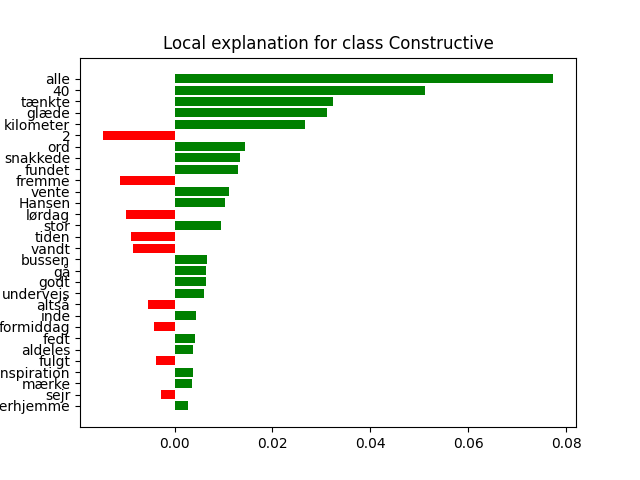 Local explanation for class Constructive
alle
40
tænkte
glæde
kilometer
2
ord
snakkede
fundet
fremme
vente
Hansen
lørdag
stor
tiden
vandt
bussen
gå
godt
undervejs
altså
inde
formiddag
fedt
aldeles
fulgt
nspiration
mærke
sejr
erhjemme
0.00 0.02 0.04 0.06 0.08